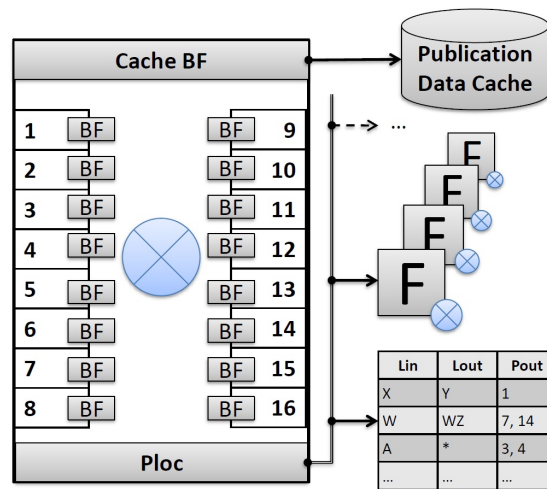 Cache BF
Publication
Data Cache
1 BF BF 9
2 BF BF 10
3 BF BF 11
4 BF BF 12
5 BF BF 13
6 BF BF 14
7 BF BF 15
8 BF BF 16
Ploc
...
F
F
F
F
Lin Lout Pout
X Y 1
W WZ 7, 14
A * 3, 4
... ... ...